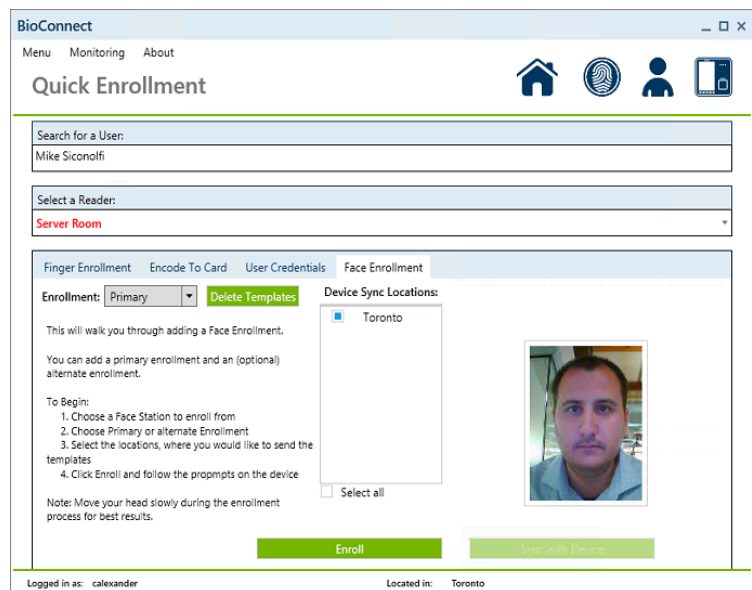 BioConnect
Menu Monitoring About
Quick Enrollment
Search for a User:
Mike Siconolfi
Select a Reader:
Server Room
Finger Enrollment Encode To Card User Credentials Face Enrollment
Enrollment: Primary Delete Templates Device Sync Locations:
Toronto
This will walk you through adding a Face Enrollment.
You can add a primary enrollment and an (optional)
alternate enrollment.
To Begin:
1. Choose a Face Station to enroll from
2. Choose Primary or alternate Enrollment
3. Select the locations, where you would like to send the
templates
4. Click Enroll and follow the propmpts on the device
Select all
Note: Move your head slowly during the enrollment
process for best results.
Enroll Sync with Device
Logged in as: calexander Located in: Toronto